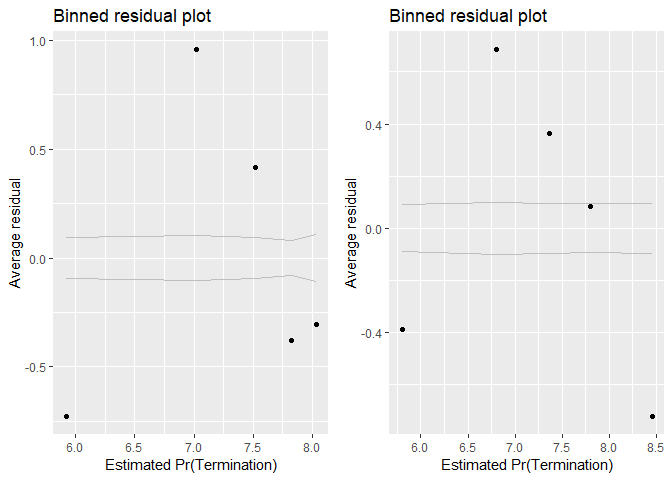 Binned residual plot
1.0
0.5
0.0
-0.5
Average residual
6.0 6.5 7.0 7.5 8.0
Estimated Pr(Termination)
Binned residual plot
0.4
0.0
-0.4
Average residual
6.0 6.5 7.0 7.5 8.0 8.5
Estimated Pr(Termination)